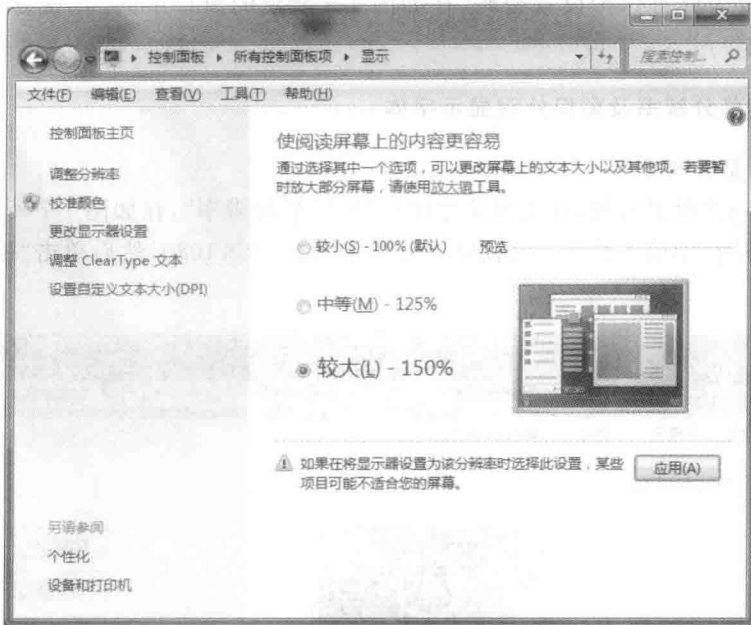 控制面板 ▸ 所有控制面板项 ▸ 显示
搜索控制...
文件(F) 编辑(E) 查看(V) 工具(T) 帮助(H)
控制面板主页
调整分辨率
校准颜色
更改显示器设置
调整 ClearType 文本
设置自定义文本大小(DPI)
使阅读屏幕上的内容更容易
通过选择其中一个选项，可以更改屏幕上的文本大小以及其他项。若要暂
时放大部分屏幕，请使用放大镜工具。
较小(S) - 100% (默认)
预览
中等(M) - 125%
较大(L) - 150%
如果在将显示器设置为该分辨率时选择此设置，某些
项目可能不适合您的屏幕。
应用(A)
另请参阅
个性化
设备和打印机